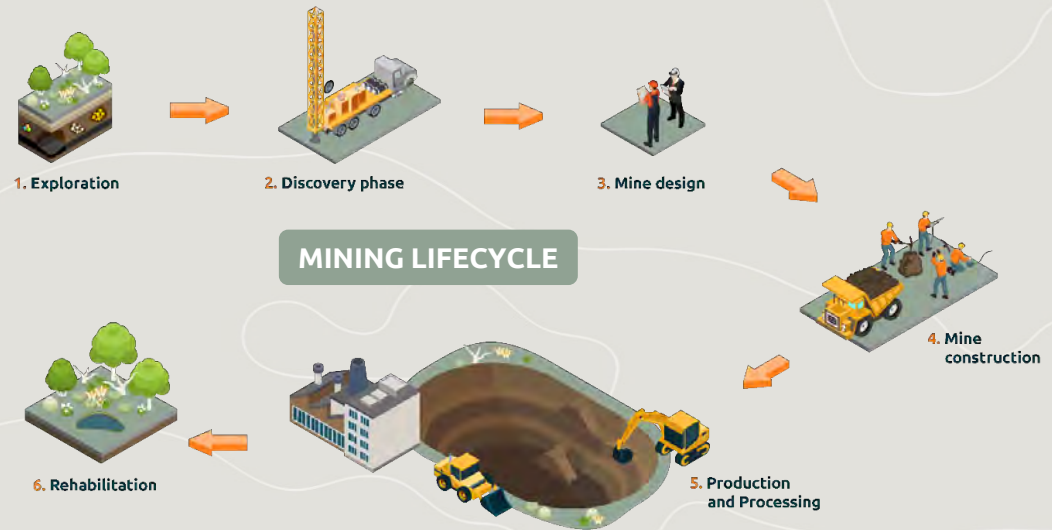 1. Exploration
2. Discovery phase
3. Mine design
MINING LIFECYCLE
4. Mine
construction
5. Production
and Processing
6. Rehabilitation